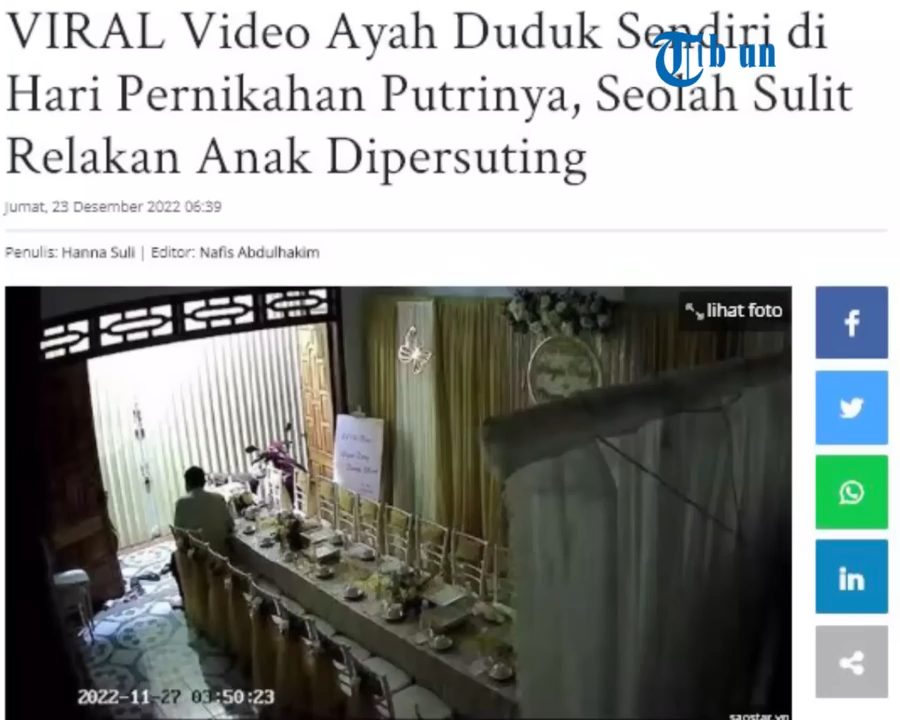 VIRAL Video Ayah Duduk Sendiri di
Tribun
Hari Pernikahan Putrinya, Seolah Sulit
Relakan Anak Dipersuting
Jumat, 23 Desember 2022 06:39
Penulis: Hanna Suli | Editor: Nafis Abdulhakim
lihat foto
2022-11-27 03:50:23
saostar.vn